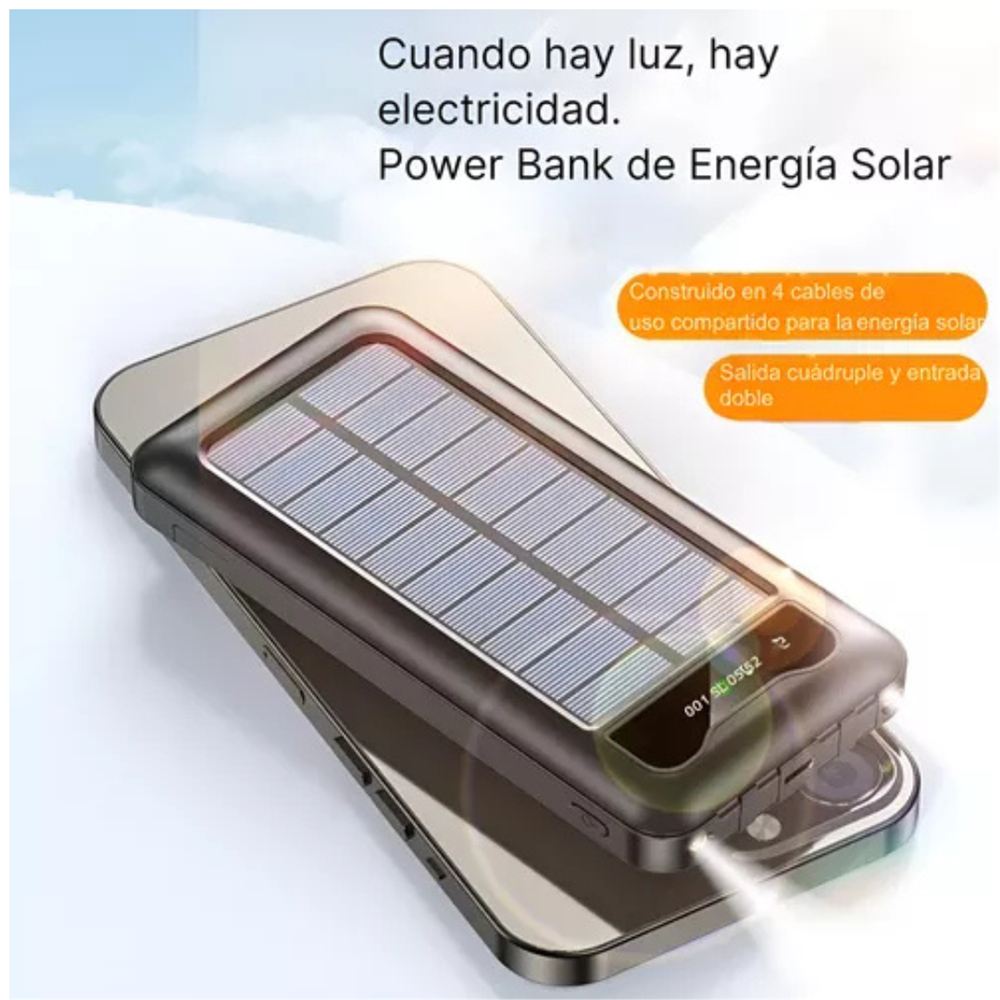 Cuando hay luz, hay
electricidad.
Power Bank de Energía Solar
Construido en 4 cables de
uso compartido para la energía solar
Salida cuádruple y entrada
doble